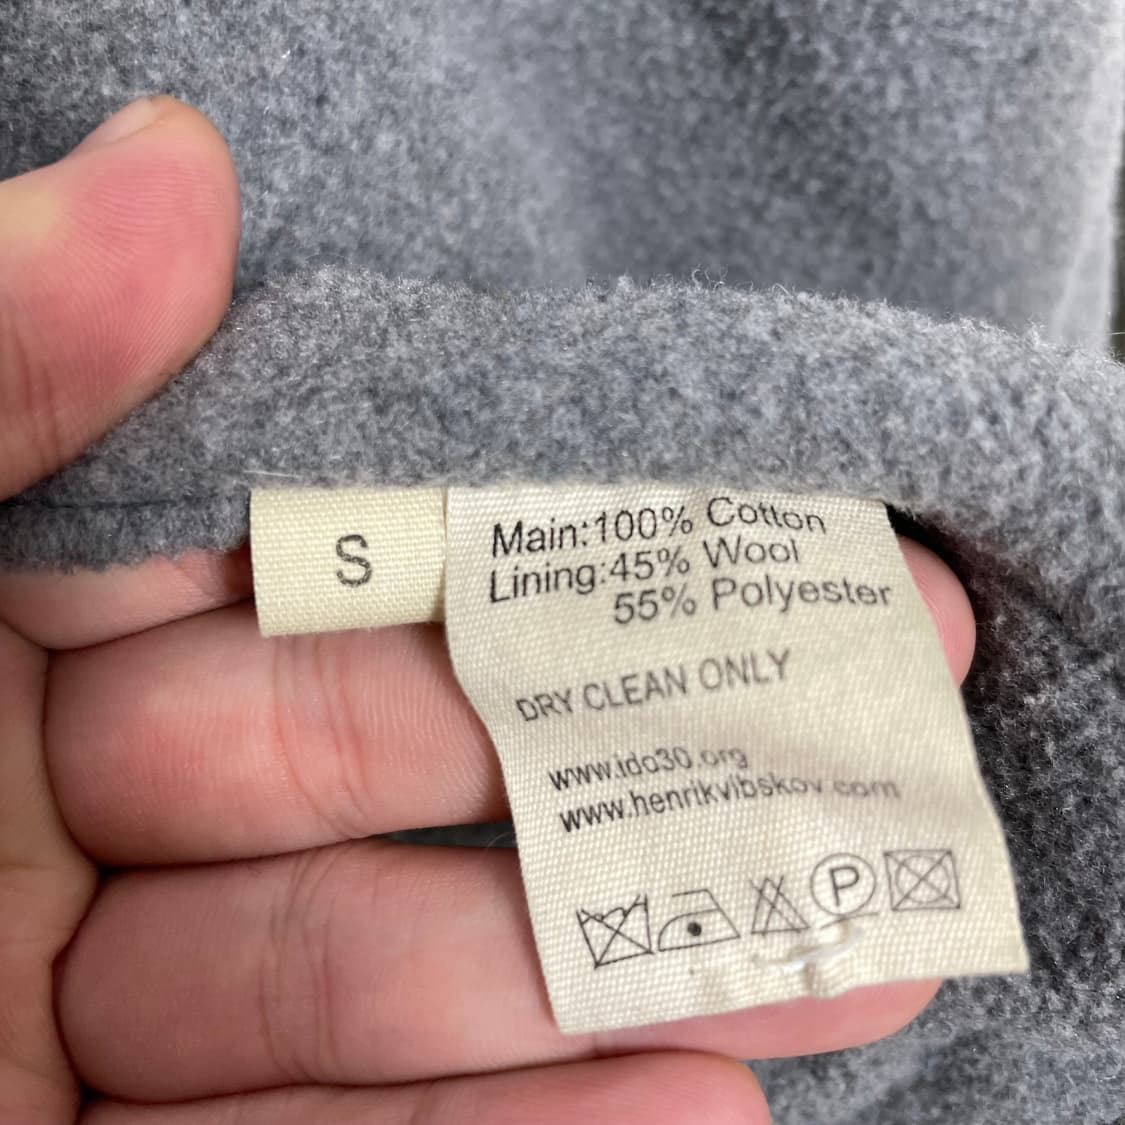 S
Main:100% Cotton
Lining:45% Wool
55% Polyester
DRY CLEAN ONLY
www.ido30.org
www.henrikvibskov.com
P